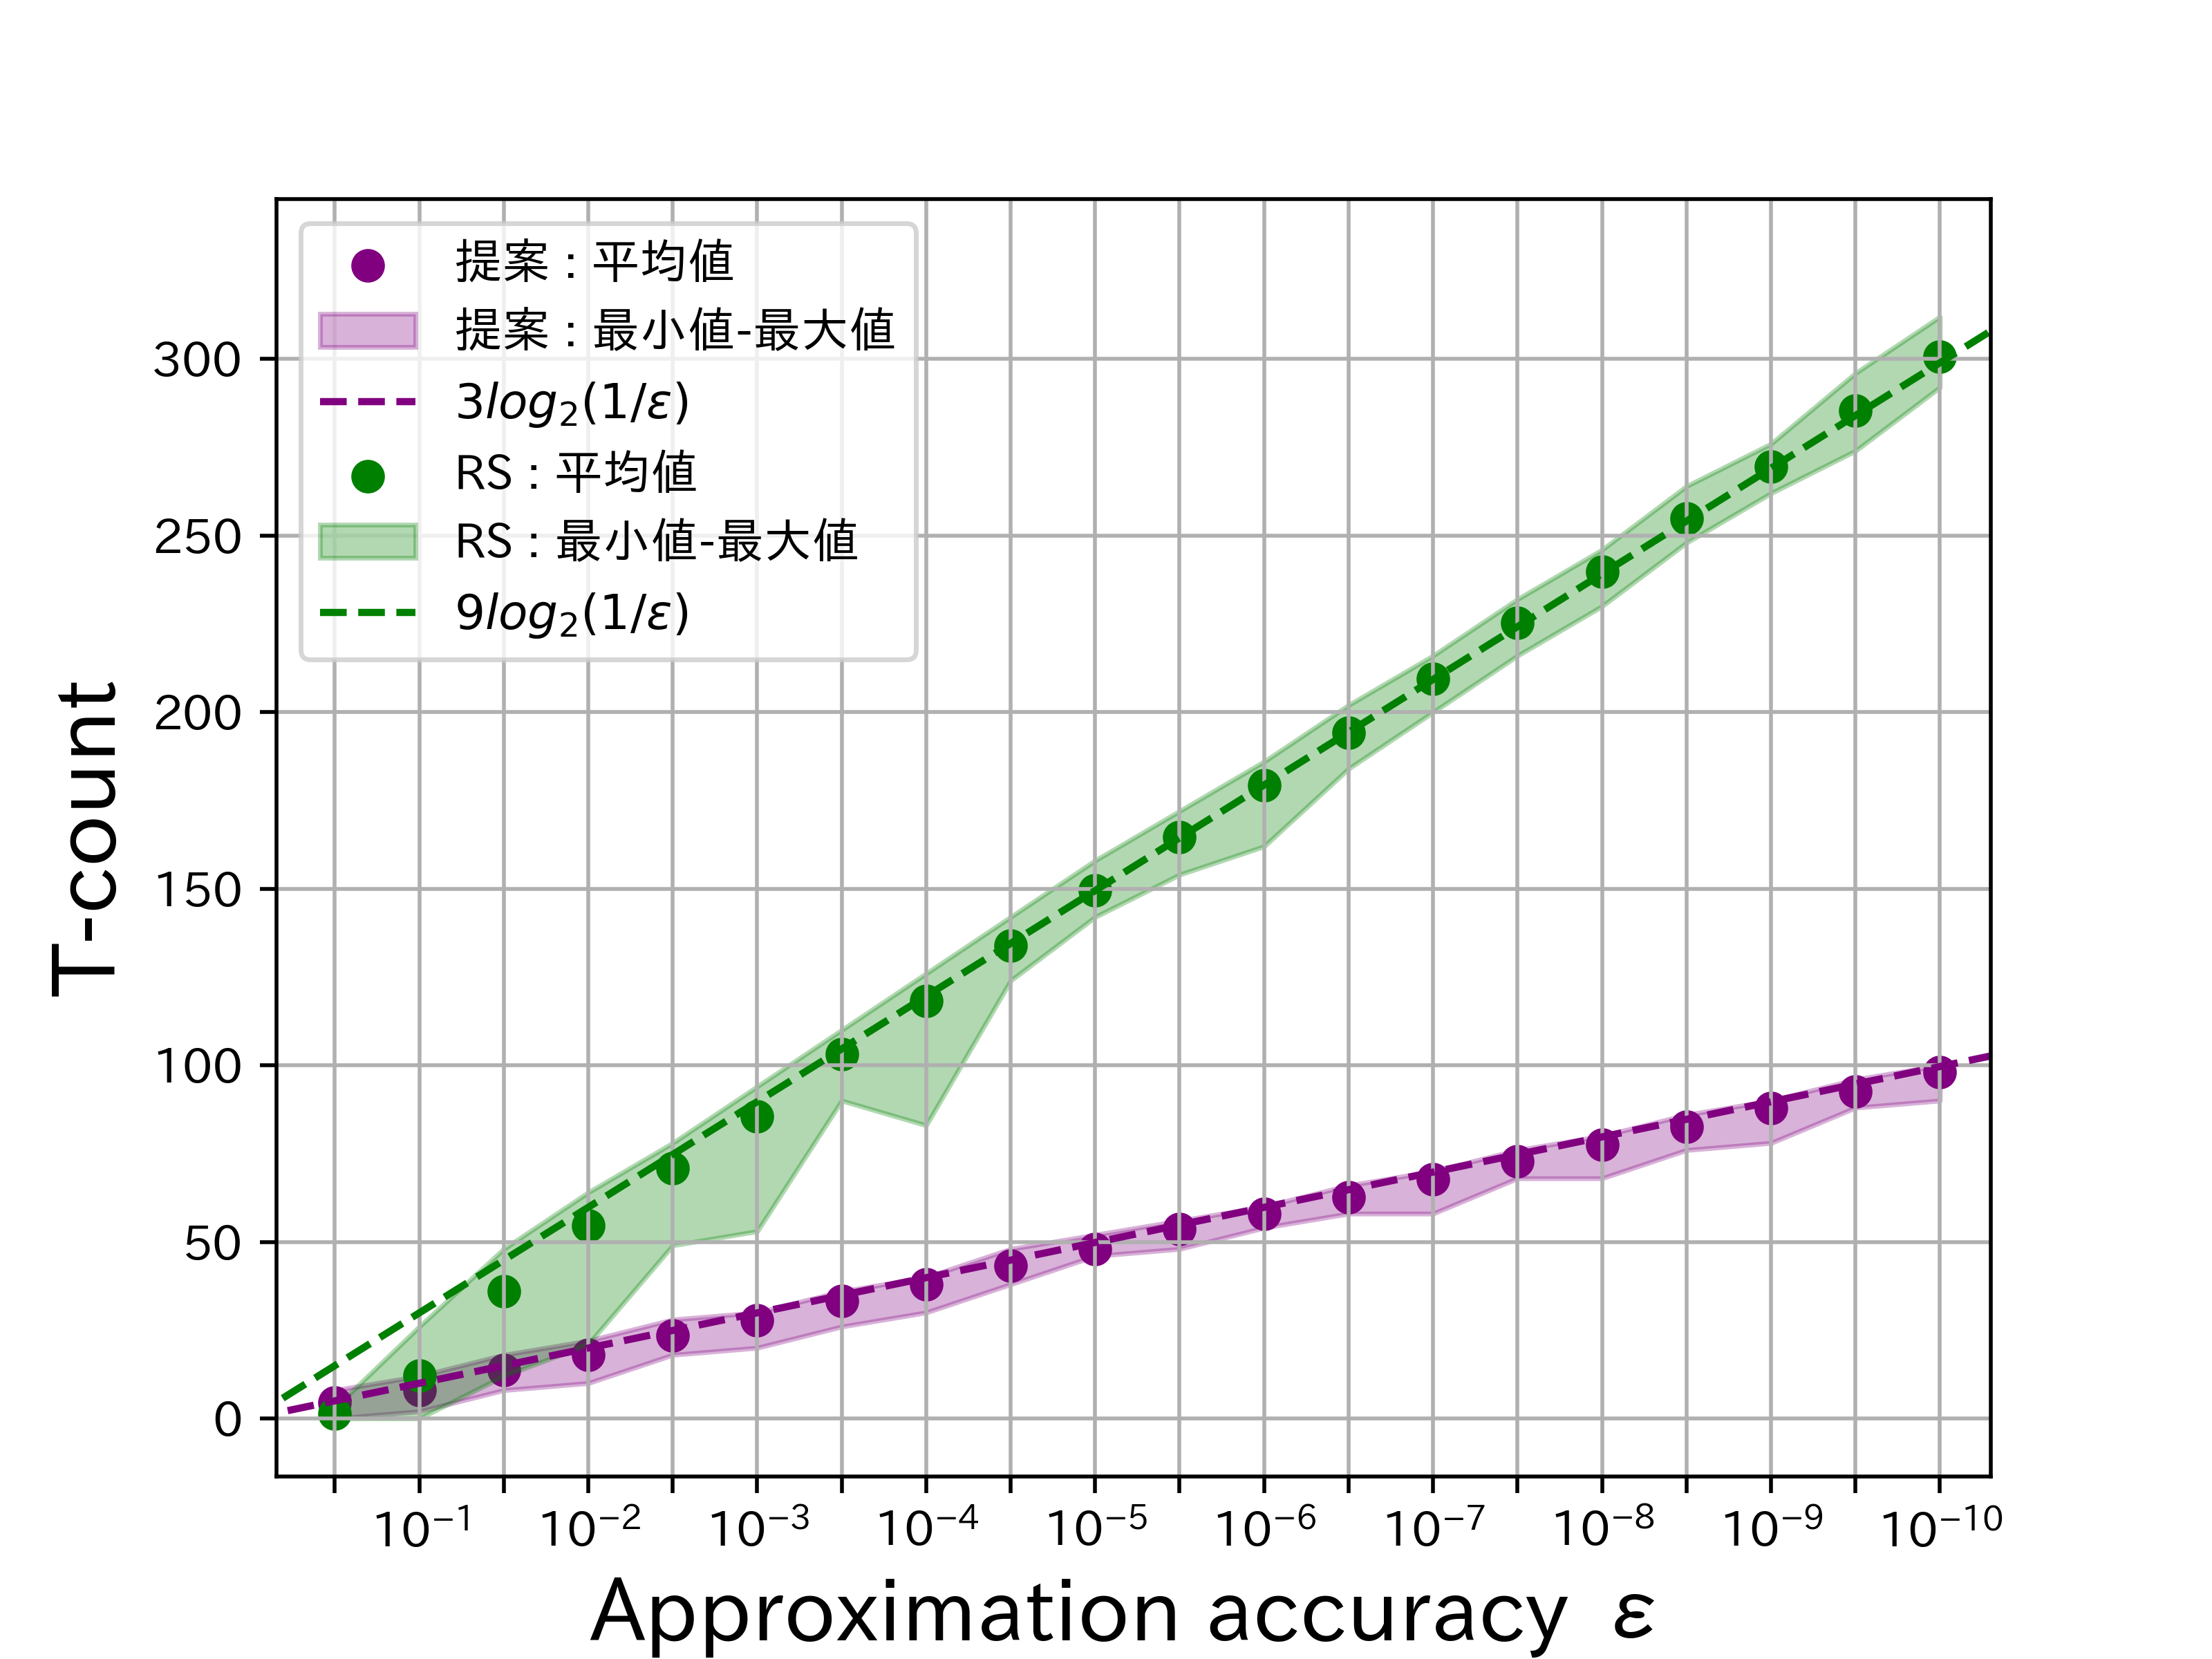 提案 : 平均値
提案 : 最小値-最大値
3log₂(1/ε)
RS : 平均値
RS : 最小値-最大値
9log₂(1/ε)
T-count
300
250
200
150
100
50
0
10⁻¹ 10⁻² 10⁻³ 10⁻⁴ 10⁻⁵ 10⁻⁶ 10⁻⁷ 10⁻⁸ 10⁻⁹ 10⁻¹⁰
Approximation accuracy ε